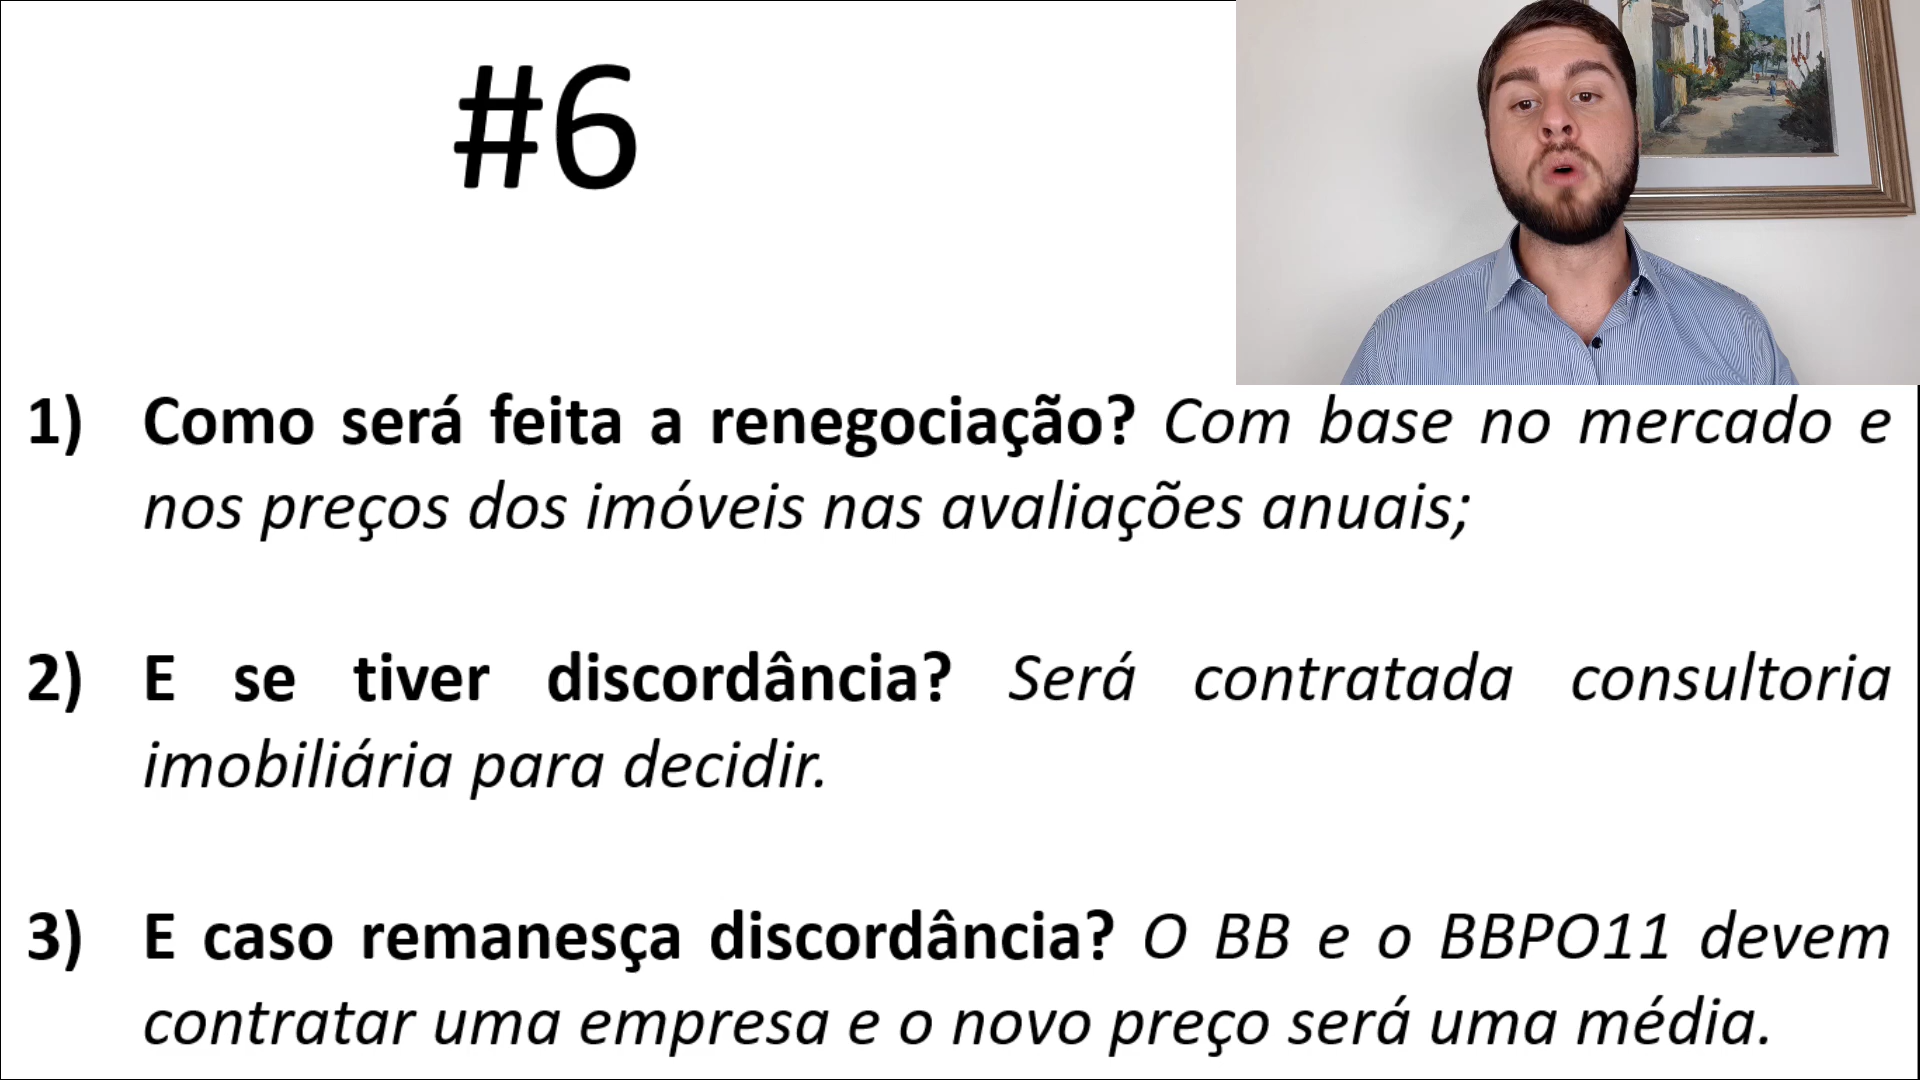 #6
1) Como será feita a renegociação? Com base no mercado e
nos preços dos imóveis nas avaliações anuais;
2) E se tiver discordância? Será contratada consultoria
imobiliária para decidir.
3) E caso remanesça discordância? O BB e o BBPO11 devem
contratar uma empresa e o novo preço será uma média.